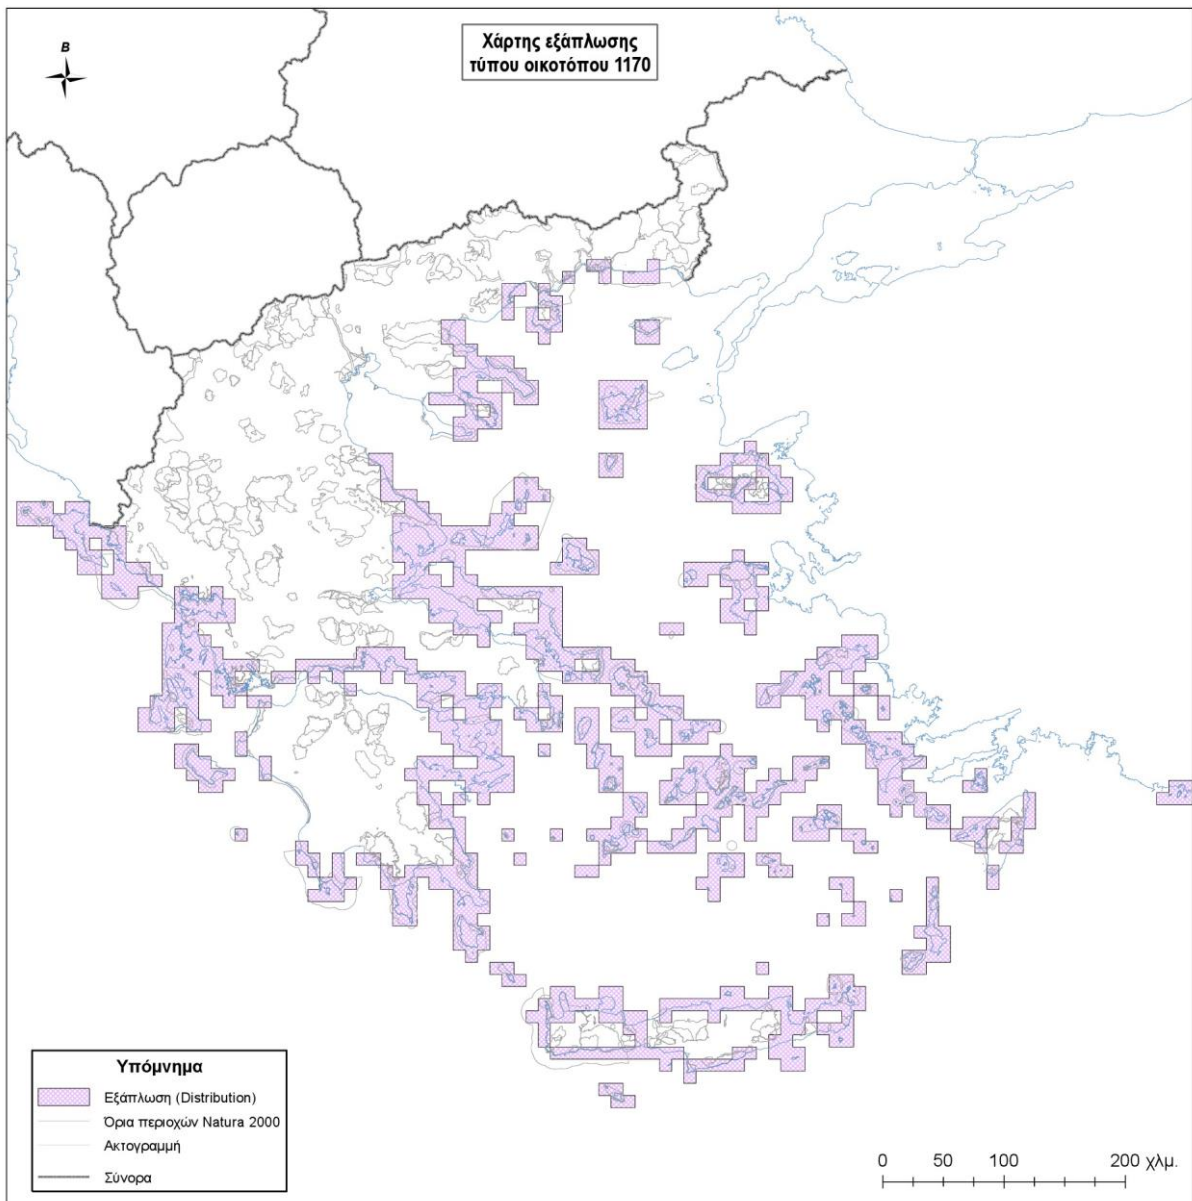 Χάρτης εξάπλωσης
τύπου οικοτόπου 1170
Β
Υπόμνημα
Εξάπλωση (Distribution)
Όρια περιοχών Natura 2000
Ακτογραμμή
Σύνορα
0 50 100 200 χλμ.